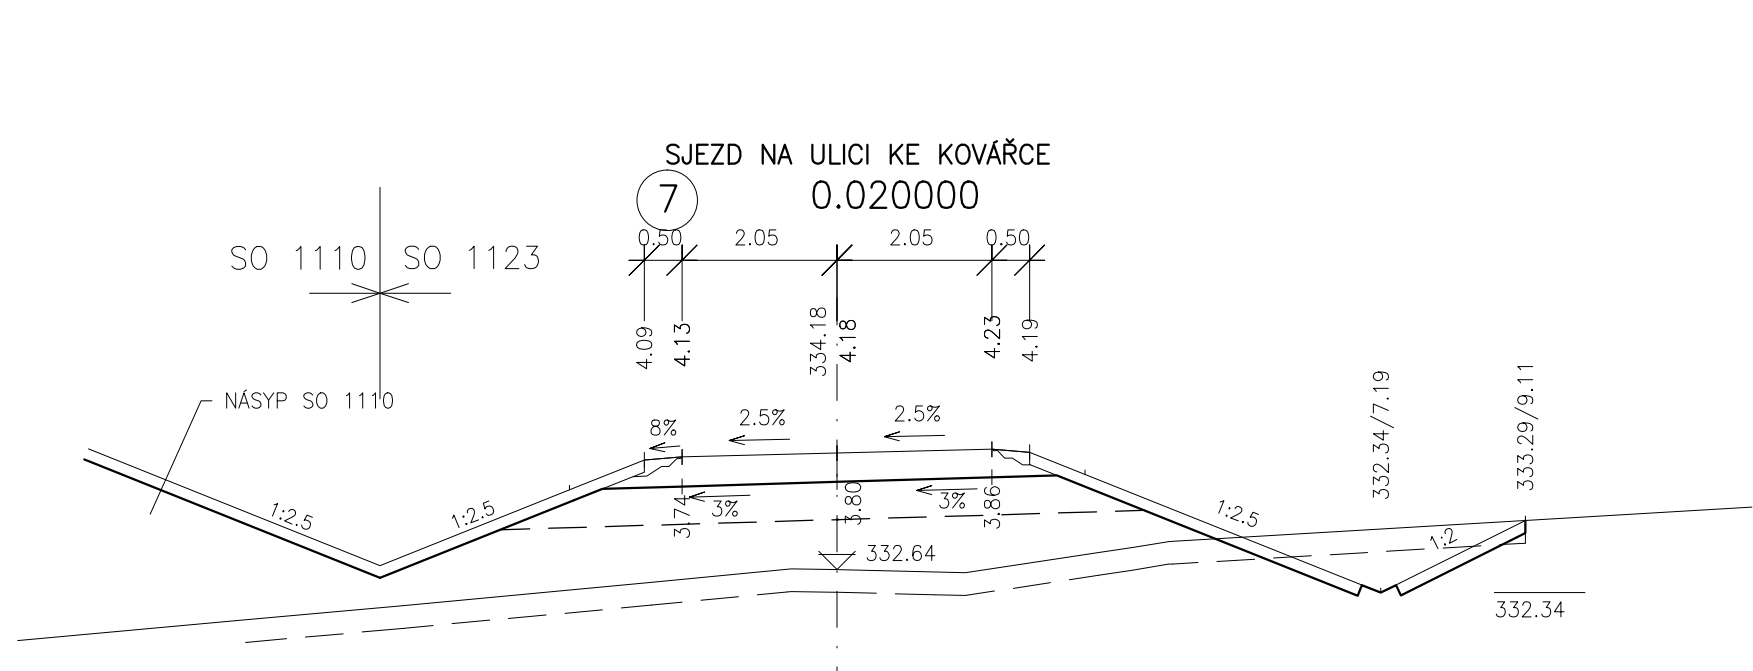 SJEZD NA ULICI KE KOVÁŘCE
7 0.020000
0.50 2.05 2.05 0.50
SO 1110 SO 1123
4.09 4.13 334.18 4.18 4.23 4.19
332.34/7.19 333.29/9.11
NÁSYP SO 1110
8% 2.5% 2.5%
1:2.5 1:2.5 3.74 3% 3.80 3% 3.86 1:2.5 1:2
332.64
332.34